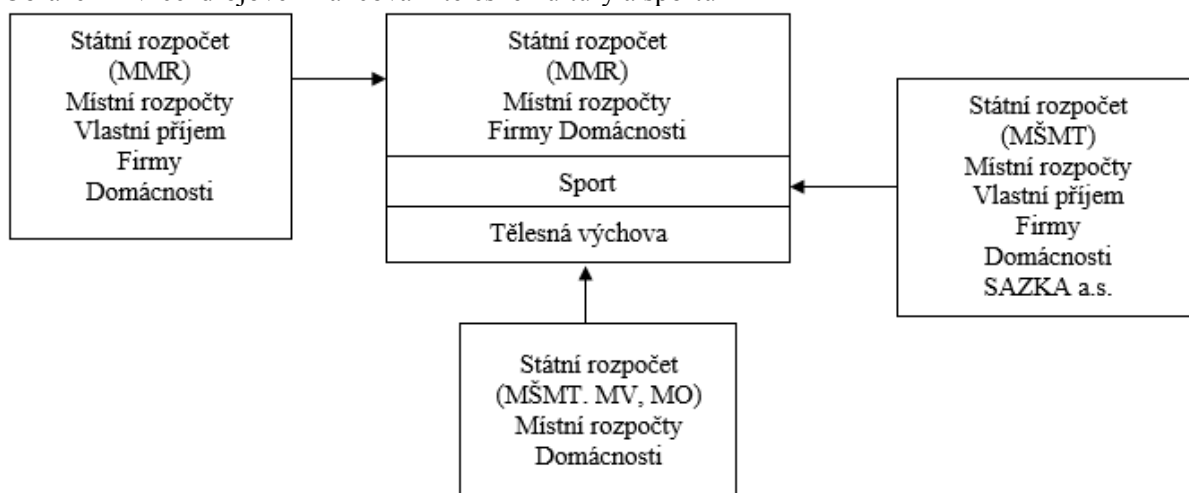 Státní rozpočet
(MMR)
Místní rozpočty
Vlastní příjem
Firmy
Domácnosti
Státní rozpočet
(MMR)
Místní rozpočty
Firmy Domácnosti
Sport
Tělesná výchova
Státní rozpočet
(MŠMT)
Místní rozpočty
Vlastní příjem
Firmy
Domácnosti
SAZKA a.s.
Státní rozpočet
(MŠMT. MV, MO)
Místní rozpočty
Domácnosti